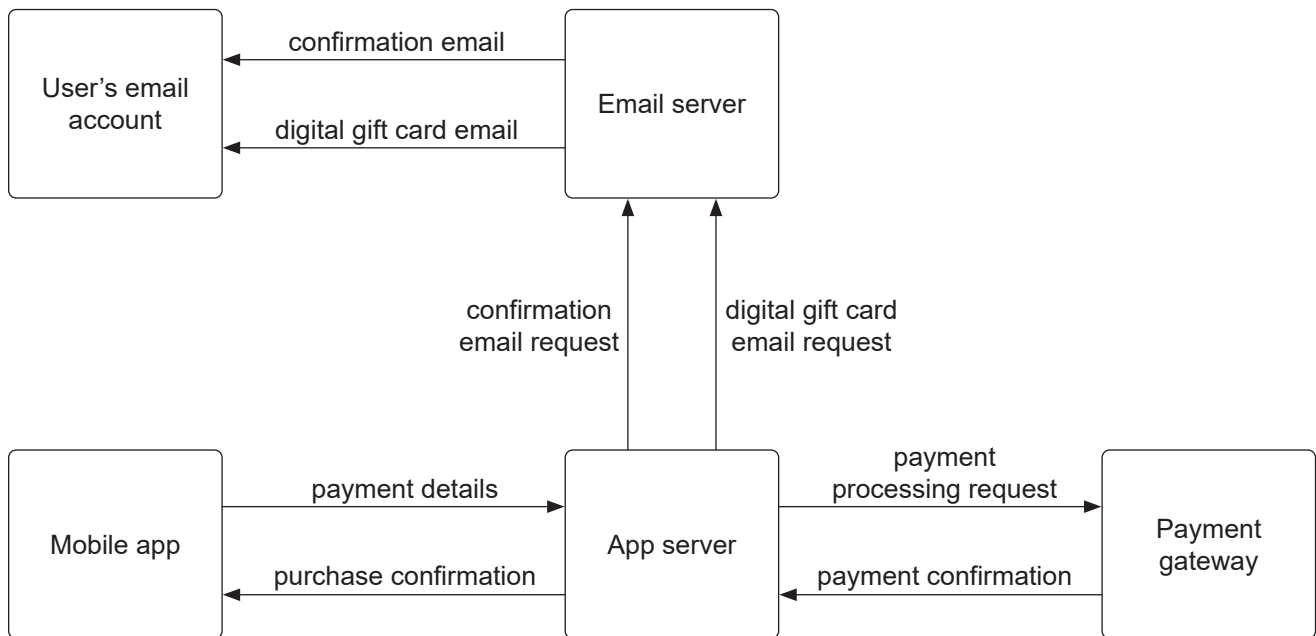 confirmation email
User’s email
account
Email server
digital gift card email
confirmation
email request
digital gift card
email request
payment details
payment
processing request
Mobile app
App server
Payment
gateway
purchase confirmation
payment confirmation